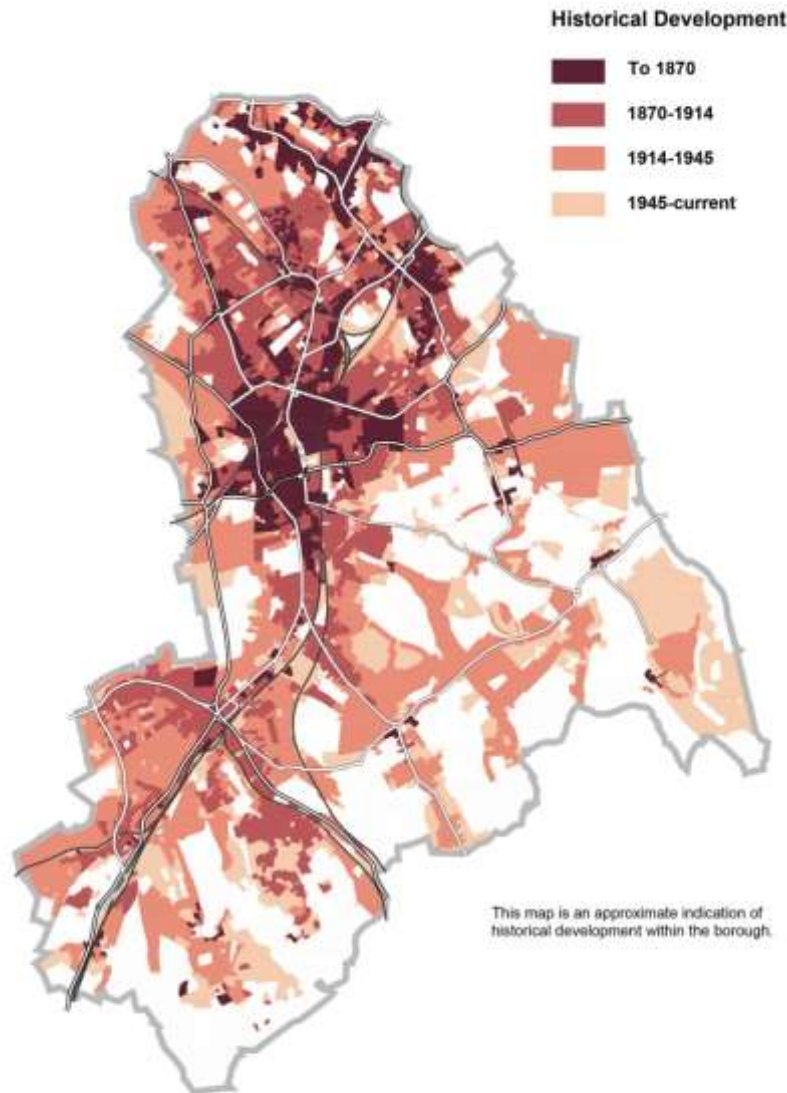 Historical Development
To 1870
1870-1914
1914-1945
1945-current
This map is an approximate indication of
historical development within the borough.